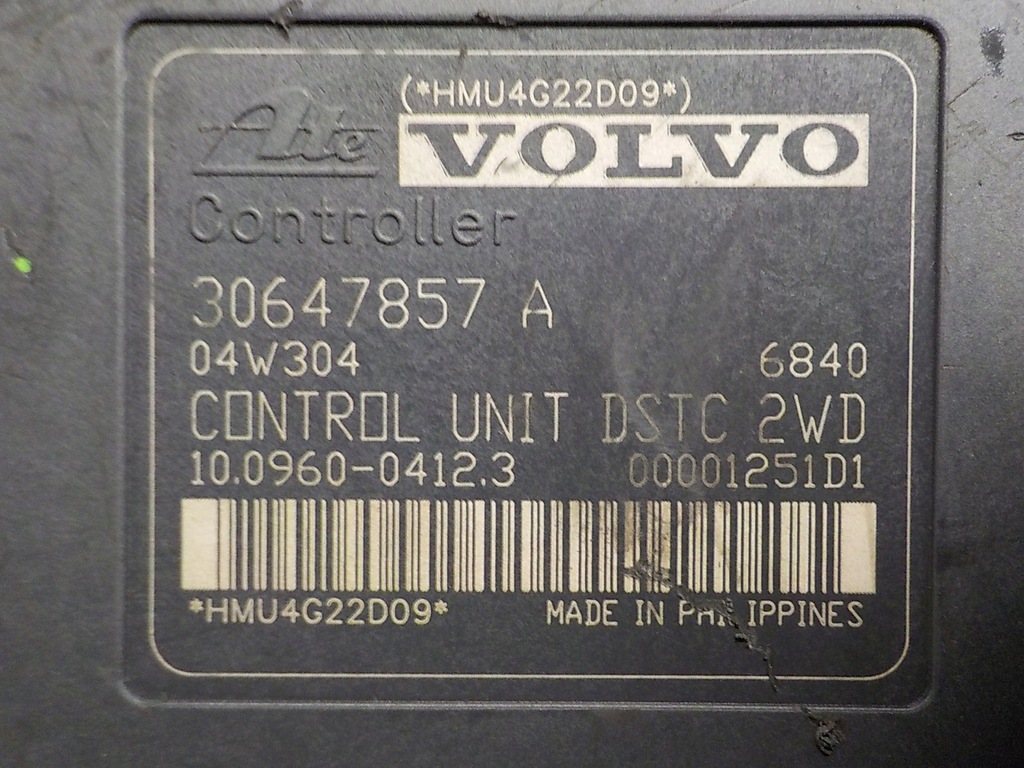 (*HMU4G22D09*)
Ate VOLVO
Controller
30647857 A
04W304 6840
CONTROL UNIT DSTC 2WD
10.0960-0412.3 00001251D1
*HMU4G22D09* MADE IN PHILIPPINES